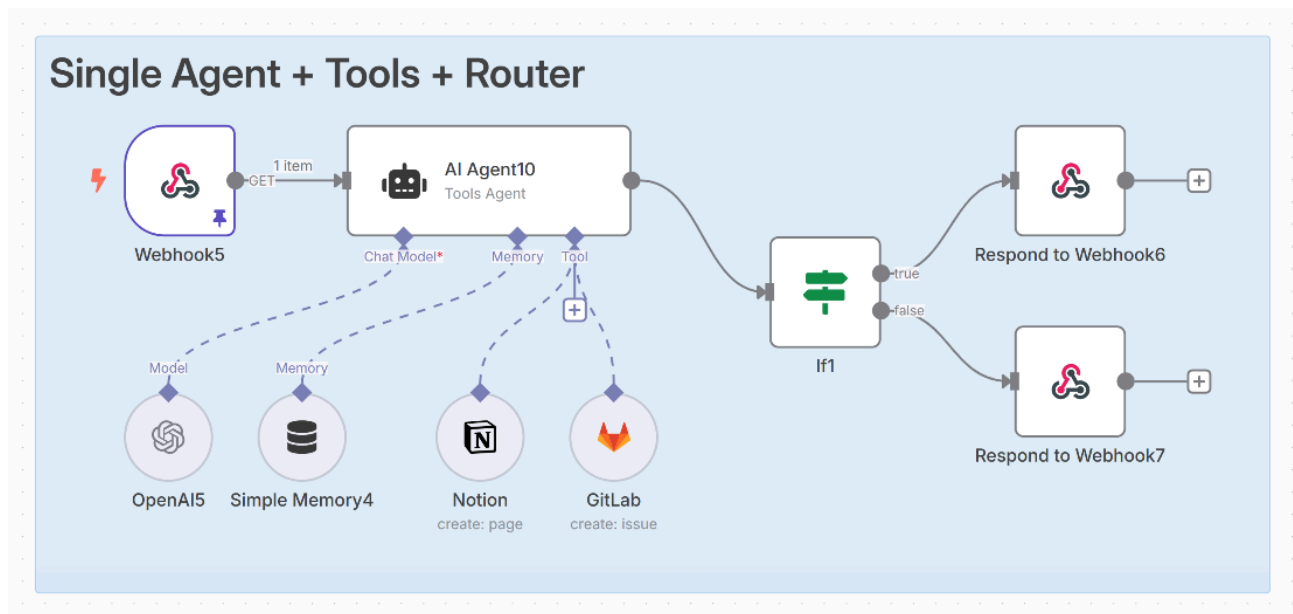 Single Agent + Tools + Router
1 item
GET
AI Agent10
Tools Agent
Webhook5
Chat Model*
Memory
Tool
true
false
If1
Respond to Webhook6
Respond to Webhook7
Model
Memory
N
OpenAI5
Simple Memory4
Notion
create: page
GitLab
create: issue